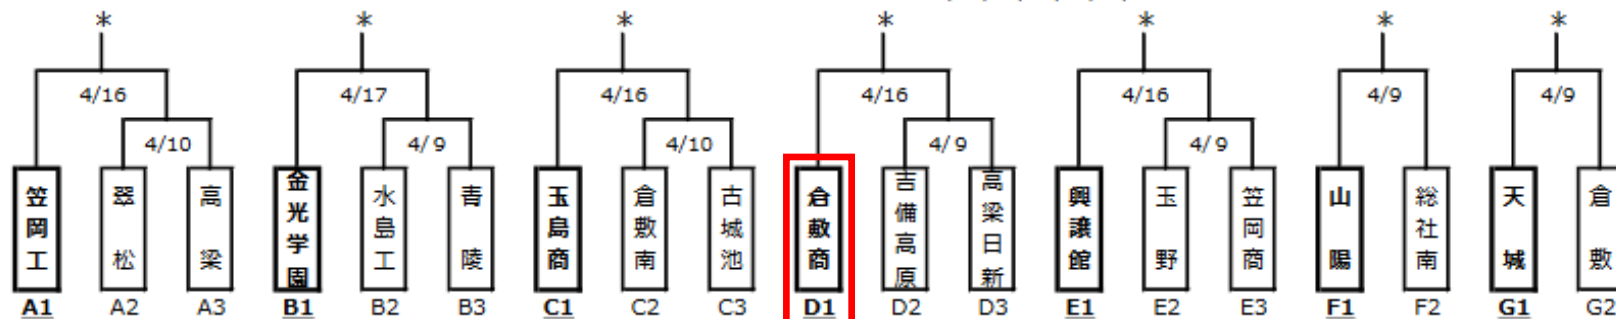 * * * * * * *
4/16 4/17 4/16 4/16 4/16 4/9 4/9
4/10 4/9 4/10 4/9 4/9
笠岡工 翠松 高梁 金光学園 水島工 青陵 玉島商 倉敷南 古城池 倉敷商 吉備高原 高梁日新 興譲館 玉野 笠岡商 山陽 総社南 天城 倉敷
A1 A2 A3 B1 B2 B3 C1 C2 C3 D1 D2 D3 E1 E2 E3 F1 F2 G1 G2